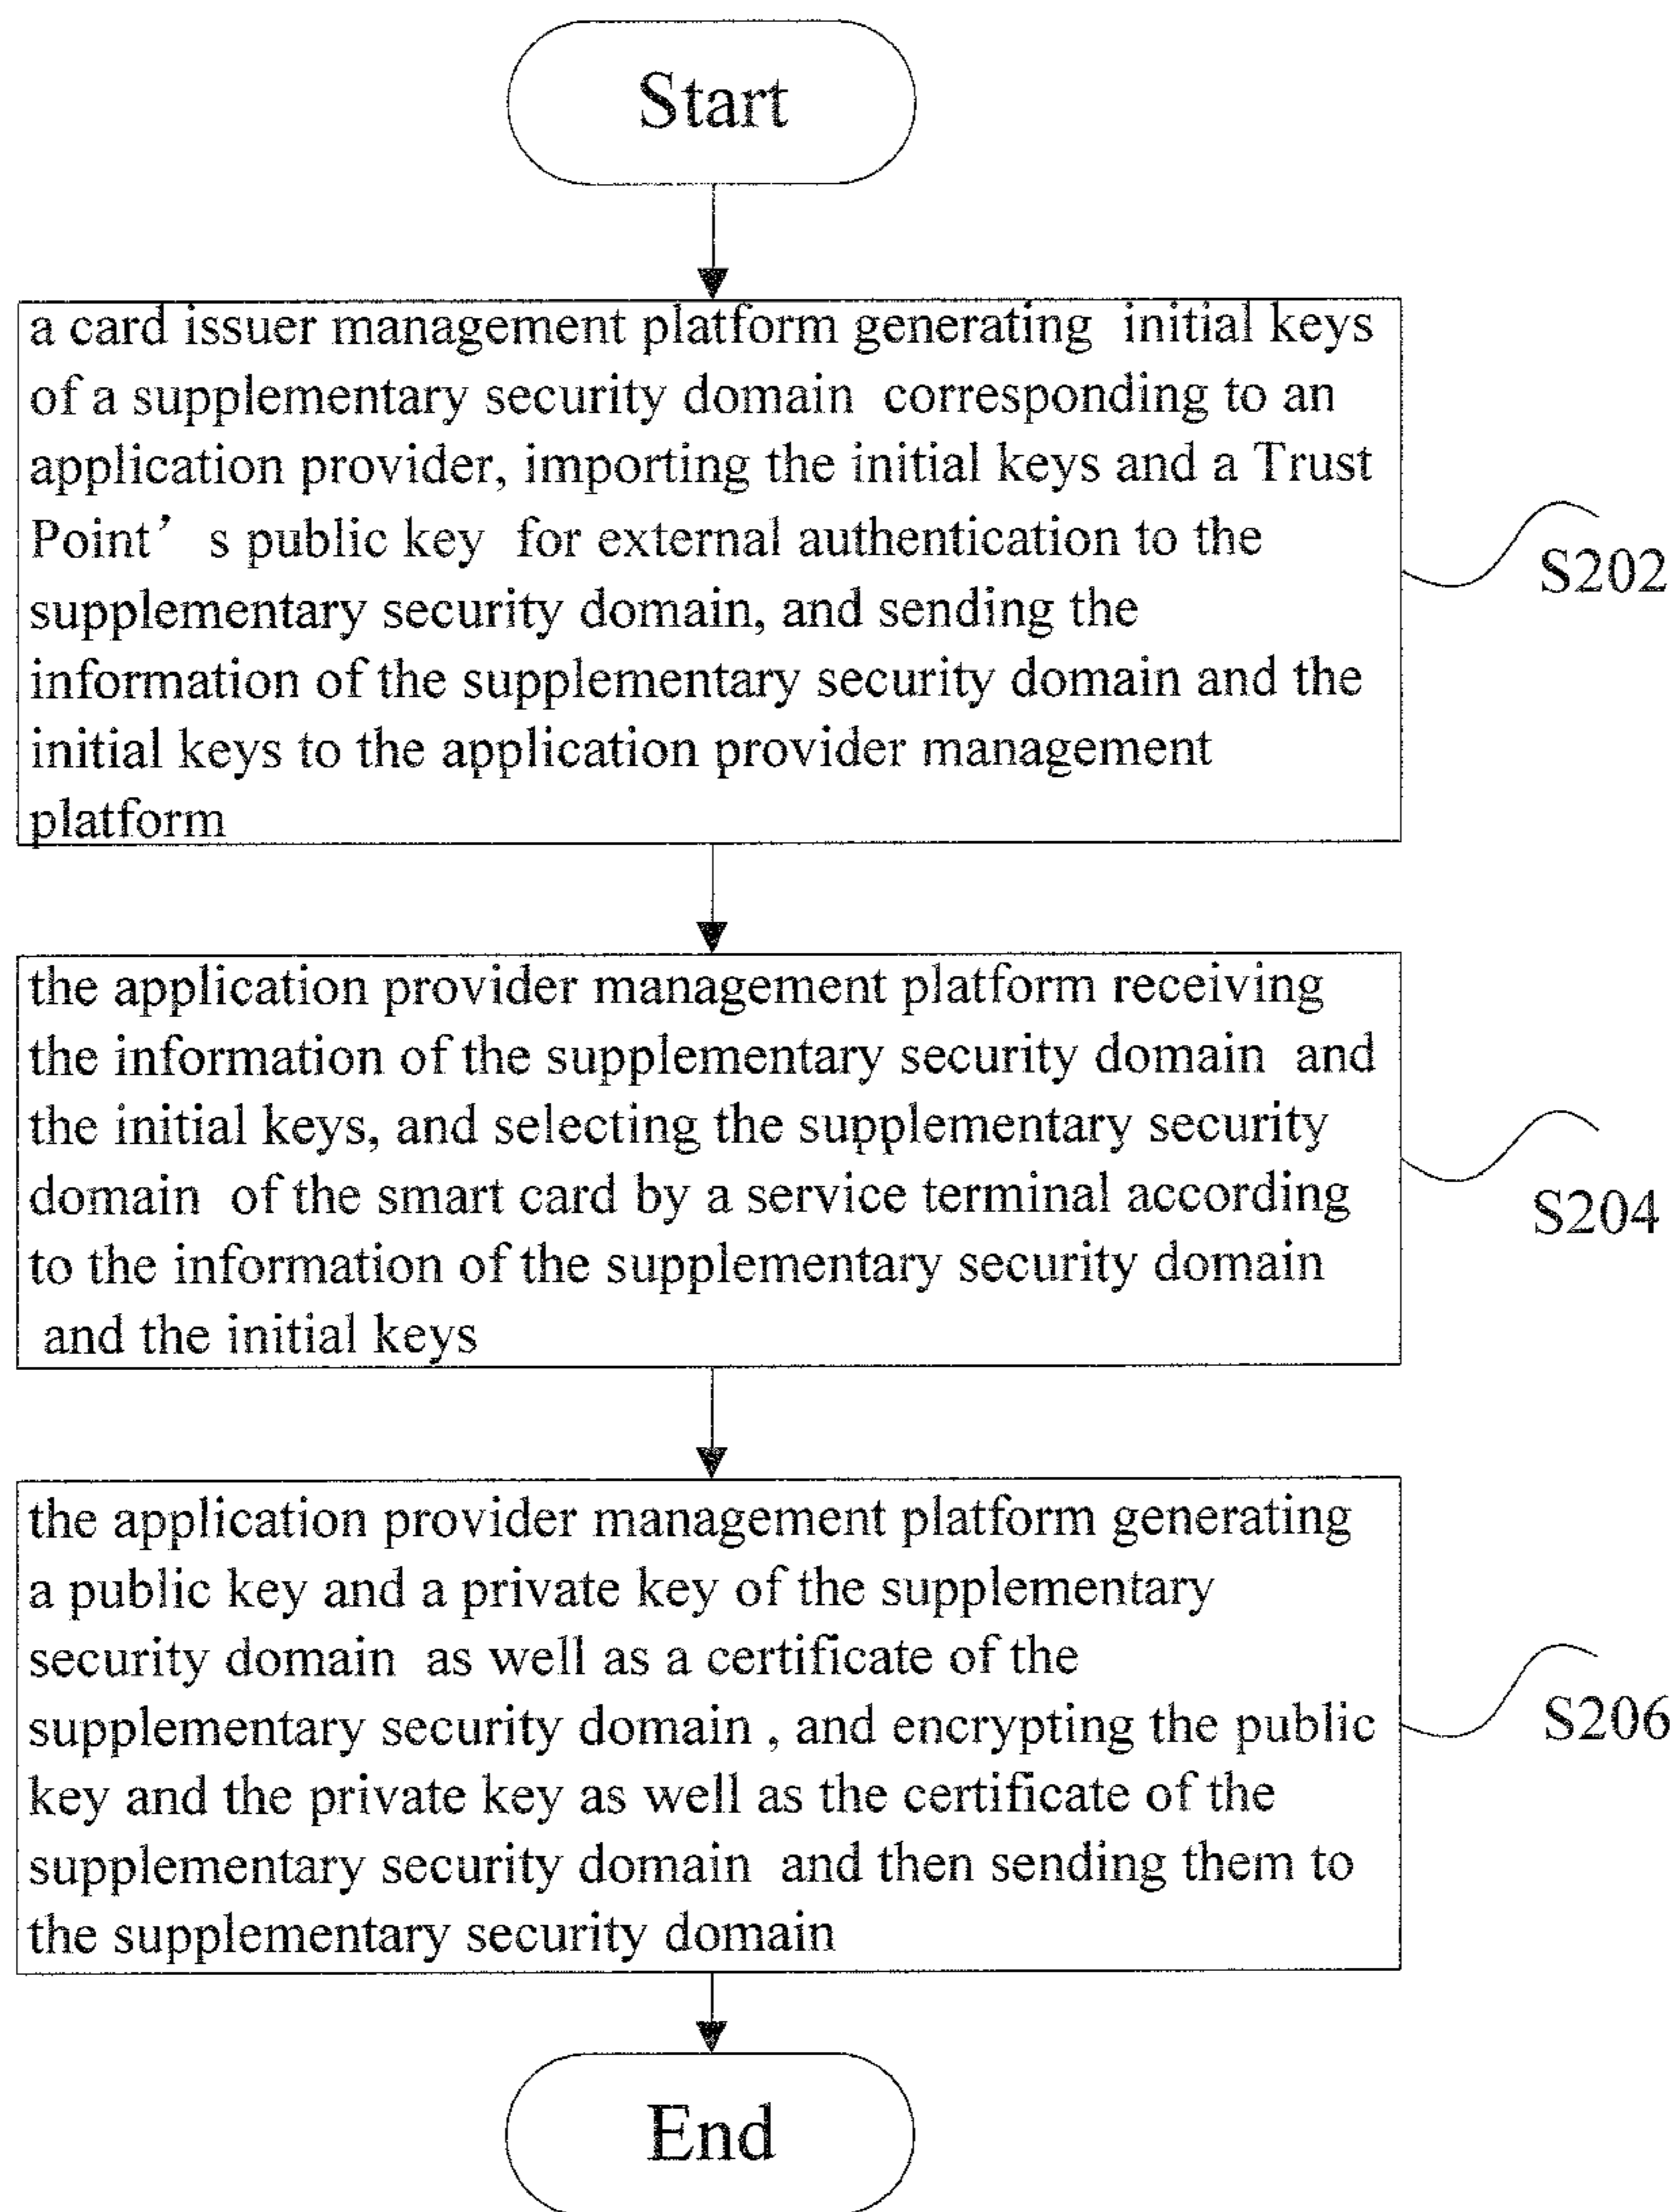 Start
a card issuer management platform generating initial keys
of a supplementary security domain corresponding to an
application provider, importing the initial keys and a Trust
Point’ s public key for external authentication to the
supplementary security domain, and sending the
information of the supplementary security domain and the
initial keys to the application provider management
platform
S202
the application provider management platform receiving
the information of the supplementary security domain and
the initial keys, and selecting the supplementary security
domain of the smart card by a service terminal according
to the information of the supplementary security domain
and the initial keys
S204
the application provider management platform generating
a public key and a private key of the supplementary
security domain as well as a certificate of the
supplementary security domain , and encrypting the public
key and the private key as well as the certificate of the
supplementary security domain and then sending them to
the supplementary security domain
S206
End